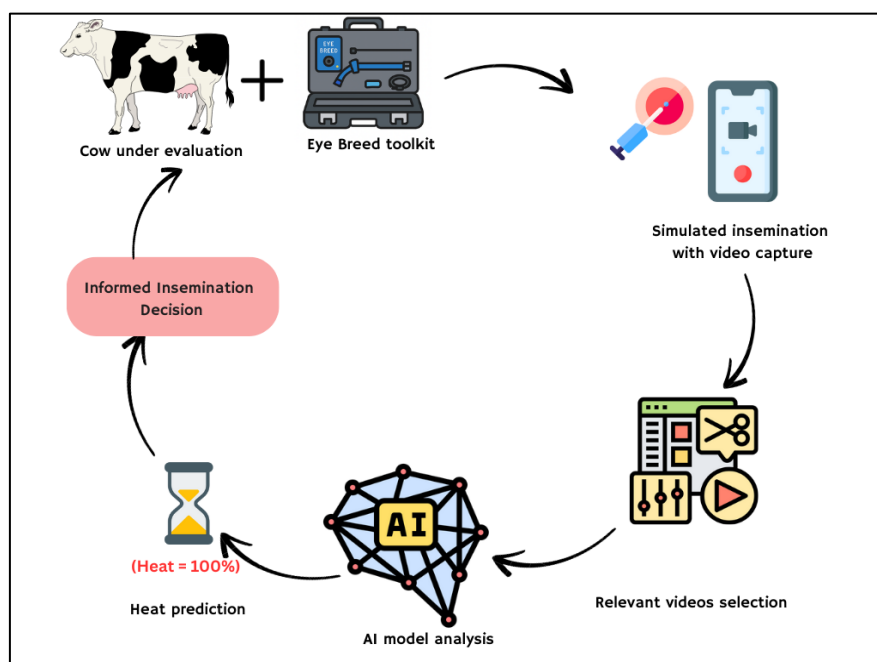 EYE
BREED
Cow under evaluation
Eye Breed toolkit
Simulated insemination
with video capture
Informed Insemination
Decision
AI
(Heat = 100%)
Heat prediction
Relevant videos selection
AI model analysis